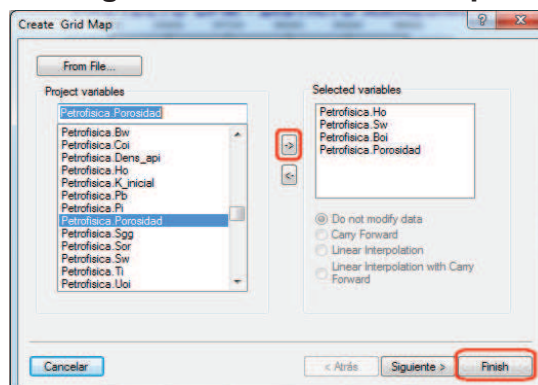 Create Grid Map
From File...
Project variables
Petrofisica.Porosidad
Petrofisica.Bw
Petrofisica.Coi
Petrofisica.Dens_api
Petrofisica.Ho
Petrofisica.K_inicial
Petrofisica.Pb
Petrofisica.Pi
Petrofisica.Porosidad
Petrofisica.Sgg
Petrofisica.Sor
Petrofisica.Sw
Petrofisica.Ti
Petrofisica.Uoi
->
<-
Selected variables
Petrofisica.Ho
Petrofisica.Sw
Petrofisica.Boi
Petrofisica.Porosidad
Do not modify data
Carry Forward
Linear Interpolation
Linear Interpolation with Carry
Forward
Cancelar
< Atrás
Siguiente >
Finish